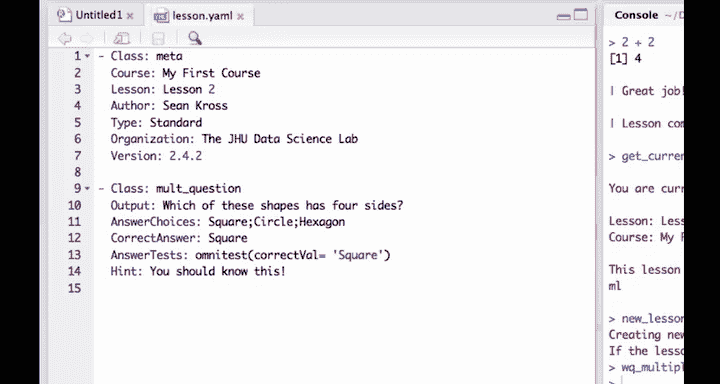 Untitled1 lesson.yaml
1 - Class: meta
2 Course: My First Course
3 Lesson: Lesson 2
4 Author: Sean Kross
5 Type: Standard
6 Organization: The JHU Data Science Lab
7 Version: 2.4.2
8
9 - Class: mult_question
10 Output: Which of these shapes has four sides?
11 AnswerChoices: Square;Circle;Hexagon
12 CorrectAnswer: Square
13 AnswerTests: omnitest(correctVal= 'Square')
14 Hint: You should know this!
15
Console ~/D
> 2 + 2
[1] 4
| Great job!
| Lesson com
> get_curren
You are curr
Lesson: Less
Course: My F
This lesson
ml
> new_lesson
Creating new
If the lesso
> wq_multipl
>